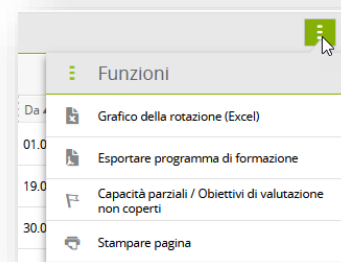 Funzioni
Da
Grafico della rotazione (Excel)
01.0
Esportare programma di formazione
19.0
Capacità parziali / Obiettivi di valutazione
non coperti
30.0
Stampare pagina